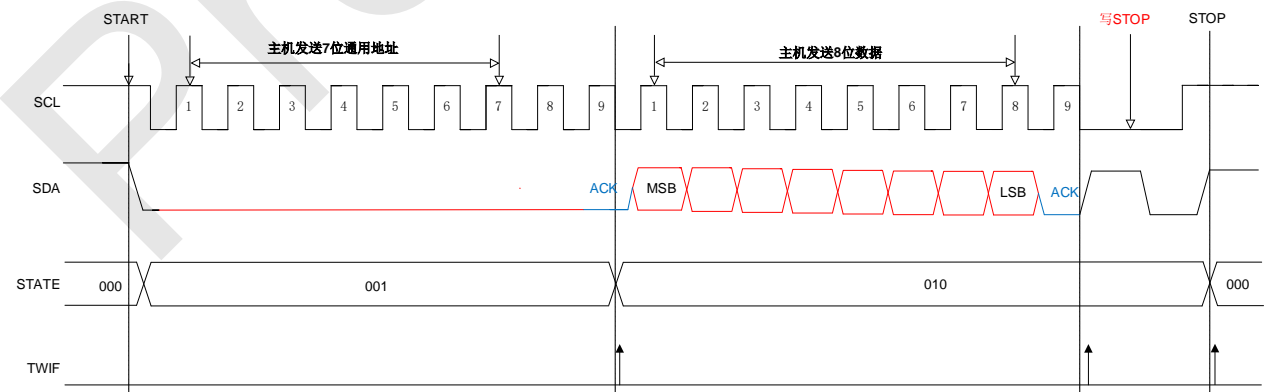 START
写STOP
STOP
主机发送7位通用地址
主机发送8位数据
SCL
1 2 3 4 5 6 7 8 9 1 2 3 4 5 6 7 8 9
SDA
ACK
MSB
LSB
ACK
STATE
000
001
010
000
TWIF